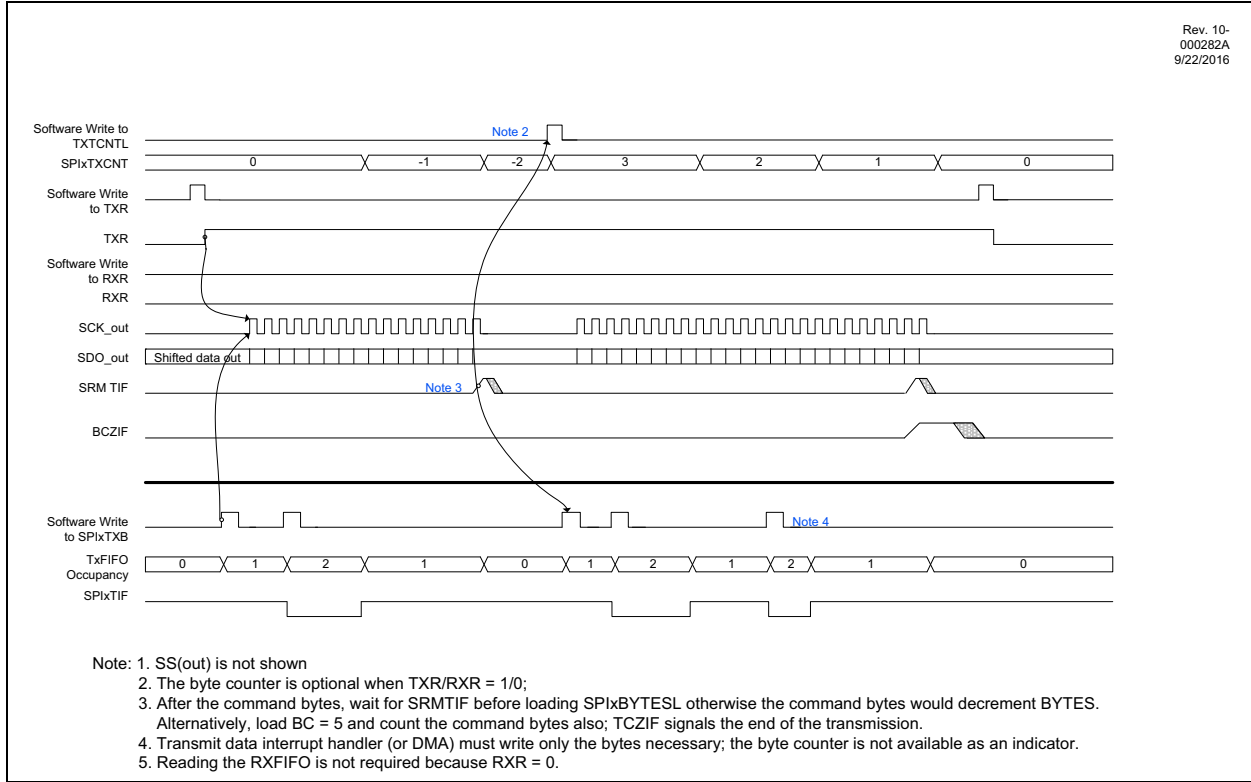 Rev. 10-
000282A
9/22/2016
Software Write to
TXTCNTL
Note 2
SPIxTXCNT
0 -1 -2 3 2 1 0
Software Write
to TXR
TXR
Software Write
to RXR
RXR
SCK_out
SDO_out
Shifted data out
SRM TIF
Note 3
BCZIF
Software Write
to SPIxTXB
Note 4
TxFIFO
Occupancy
0 1 2 1 0 1 2 1 2 1 0
SPIxTIF
Note: 1. SS(out) is not shown
2. The byte counter is optional when TXR/RXR = 1/0;
3. After the command bytes, wait for SRMTIF before loading SPIxBYTESL otherwise the command bytes would decrement BYTES.
Alternatively, load BC = 5 and count the command bytes also; TCZIF signals the end of the transmission.
4. Transmit data interrupt handler (or DMA) must write only the bytes necessary; the byte counter is not available as an indicator.
5. Reading the RXFIFO is not required because RXR = 0.